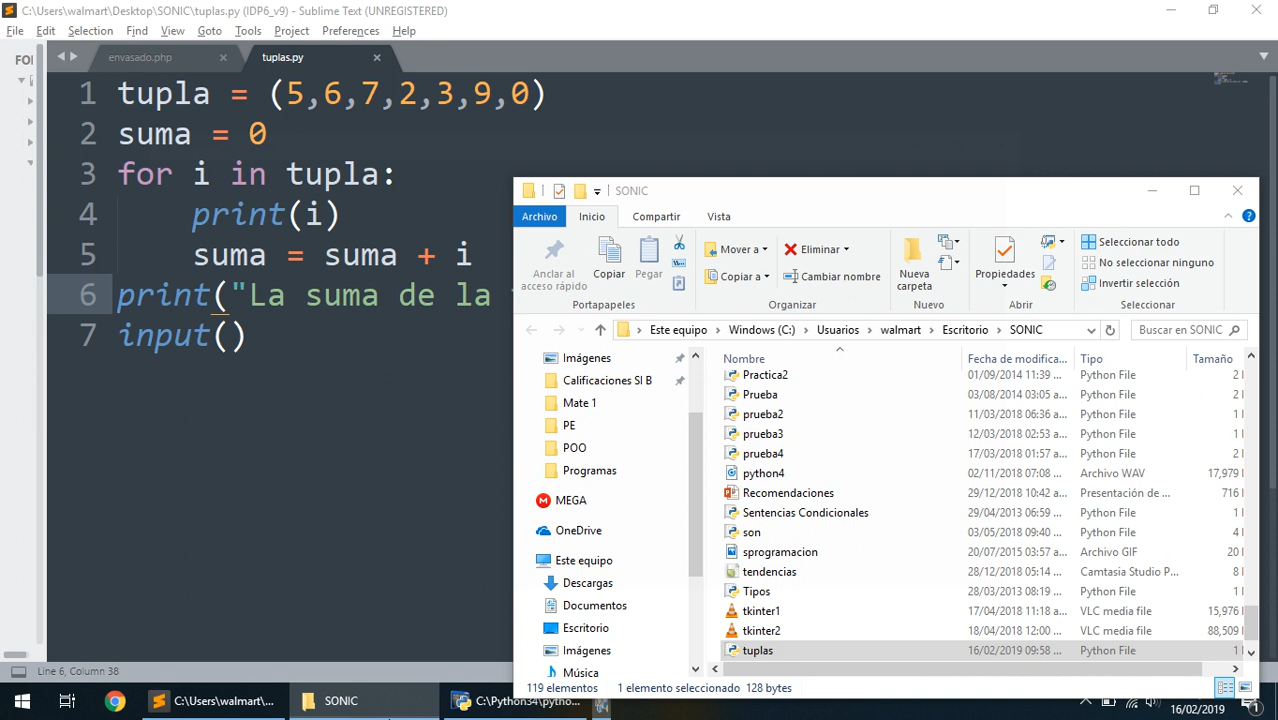 C:\Users\walmart\Desktop\SONIC\tuplas.py (IDP6_v9) - Sublime Text (UNREGISTERED)
File Edit Selection Find View Goto Tools Project Preferences Help
FOI
envasado.php
tuplas.py
1 tupla = (5,6,7,2,3,9,0)
2 suma = 0
3 for i in tupla:
4 print(i)
5 suma = suma + i
6 print("La suma de la
7 input()
SONIC
Archivo Inicio Compartir Vista
Anclar al acceso rápido
Copiar
Pegar
Portapapeles
Mover a
Copiar a
Eliminar
Cambiar nombre
Organizar
Nueva carpeta
Nuevo
Propiedades
Abrir
Seleccionar todo
No seleccionar ninguno
Invertir selección
Seleccionar
Este equipo Windows (C:) Usuarios walmart Escritorio SONIC
Buscar en SONIC
Imágenes
Calificaciones SI B
Mate 1
PE
POO
Programas
MEGA
OneDrive
Este equipo
Descargas
Documentos
Escritorio
Imágenes
Música
Nombre Fecha de modifica... Tipo Tamaño
Practica2 01/09/2014 11:39 ... Python File 2
Prueba 03/08/2014 03:05 a... Python File 2
prueba2 11/03/2018 06:36 a... Python File 1
prueba3 12/03/2018 02:53 a... Python File 1
prueba4 17/03/2018 01:57 a... Python File 1
python4 02/11/2018 07:08 ... Archivo WAV 17,979
Recomendaciones 29/12/2018 10:42 a... Presentación de ... 716
Sentencias Condicionales 29/04/2013 06:59 ... Python File 1
son 03/05/2018 09:40 ... Python File 4
sprogramacion 20/07/2015 03:57 a... Archivo GIF 20
tendencias 28/12/2018 05:14 ... Camtasia Studio P... 8
Tipos 28/03/2013 08:19 ... Python File 1
tkinter1 17/04/2018 11:18 a... VLC media file 15,976
tkinter2 18/04/2018 12:00 ... VLC media file 88,509
tuplas 16/02/2019 09:58 ... Python File 1
119 elementos 1 elemento seleccionado 128 bytes
Line 6, Column 38
C:\Users\walmart\...
SONIC
C:\Python34\python...
16/02/2019
1